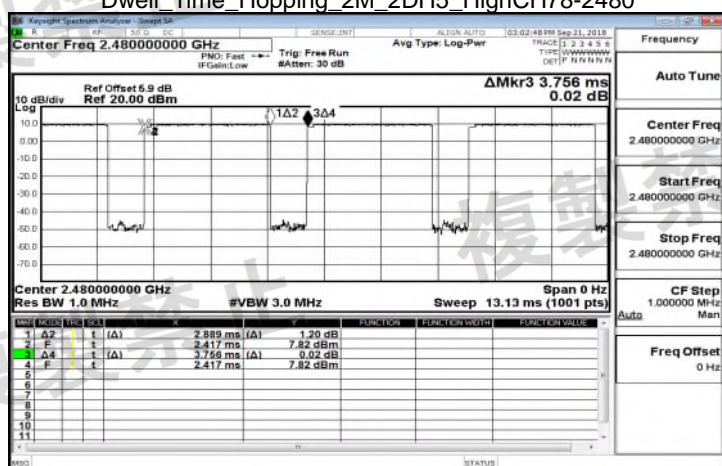 Dwell_Time_Hopping_2M_2DH5_HighCH78-2480
Keysight Spectrum Analyzer - Swept SA
R RF 50 Ω DC SENSE:INT ALIGN AUTO 03:02:48 PM Sep 21, 2018
Center Freq 2.480000000 GHz
PNO: Fast
IFGain:Low
Trig: Free Run
#Atten: 30 dB
Avg Type: Log-Pwr
TRACE 1 2 3 4 5 6
TYPE WWWWWW
DET P N N N N N
Ref Offset 6.9 dB
10 dB/div Ref 20.00 dBm
ΔMkr3 3.756 ms
0.02 dB
Log
1Δ2 3Δ4
10.0
0.00
-10.0
-20.0
-30.0
-40.0
-50.0
-60.0
-70.0
Center 2.480000000 GHz Span 0 Hz
Res BW 1.0 MHz #VBW 3.0 MHz Sweep 13.13 ms (1001 pts)
MKR MODE TRC SCL X Y FUNCTION FUNCTION WIDTH FUNCTION VALUE
1 Δ2 t (Δ) 2.889 ms (Δ) 1.20 dB
2 F t 2.417 ms 7.82 dBm
3 Δ4 t (Δ) 3.756 ms (Δ) 0.02 dB
4 F t 2.417 ms 7.82 dBm
5
6
7
8
9
10
11
MSG STATUS
Frequency
Auto Tune
Center Freq
2.480000000 GHz
Start Freq
2.480000000 GHz
Stop Freq
2.480000000 GHz
CF Step
1.000000 MHz
Auto Man
Freq Offset
0 Hz
複製禁止